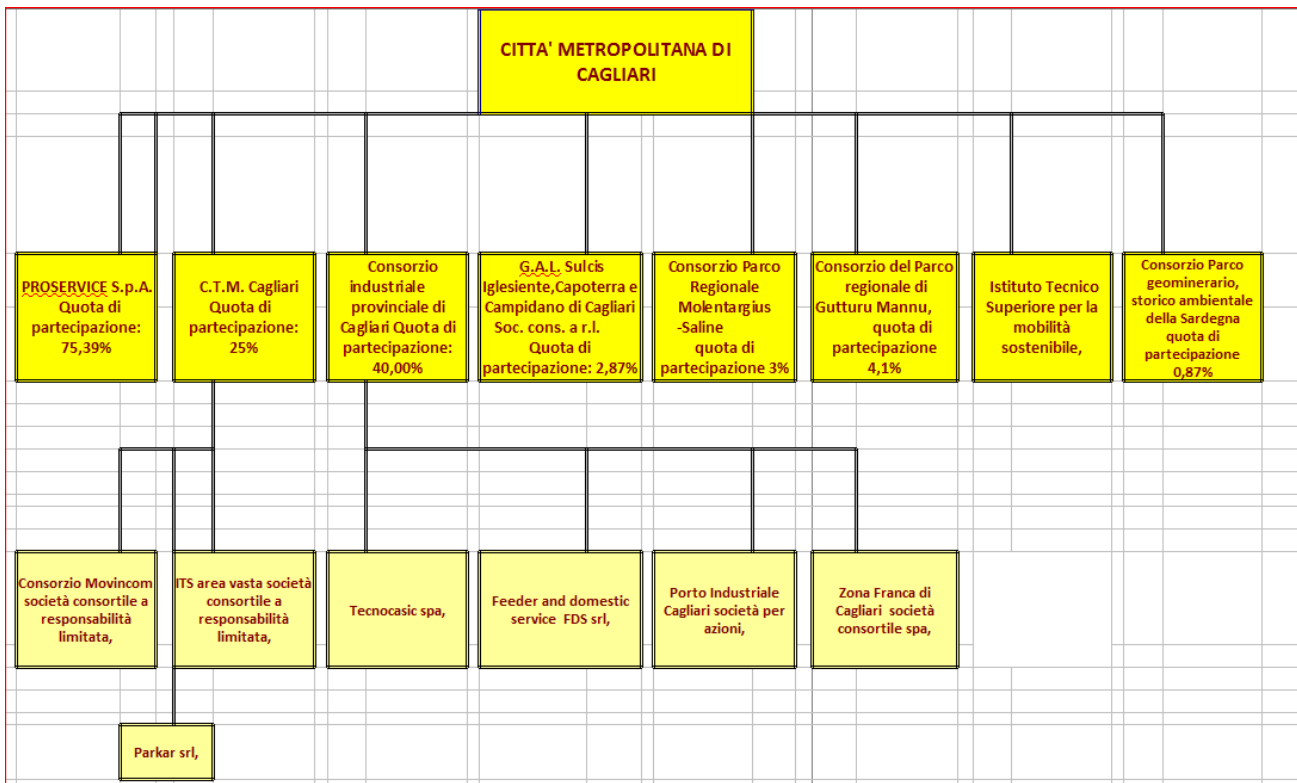 CITTA' METROPOLITANA DI
CAGLIARI
PROSERVICE S.p.A.
Quota di
partecipazione:
75,39%
C.T.M. Cagliari
Quota di
partecipazione:
25%
Consorzio
industriale
provinciale di
Cagliari Quota di
partecipazione:
40,00%
G.A.L. Sulcis
Iglesiente,Capoterra e
Campidano di Cagliari
Soc. cons. a r.l.
Quota di
partecipazione: 2,87%
Consorzio Parco
Regionale
Molentargius
-Saline
quota di
partecipazione 3%
Consorzio del Parco
regionale di
Gutturu Mannu,
quota di
partecipazione
4,1%
Istituto Tecnico
Superiore per la
mobilità
sostenibile,
Consorzio Parco
geominerario,
storico ambientale
della Sardegna
quota di
partecipazione
0,87%
Consorzio Movincom
società consortile a
responsabilità
limitata,
ITS area vasta società
consortile a
responsabilità
limitata,
Tecnocasic spa,
Feeder and domestic
service  FDS srl,
Porto Industriale
Cagliari società per
azioni,
Zona Franca di
Cagliari  società
consortile spa,
Parkar srl,